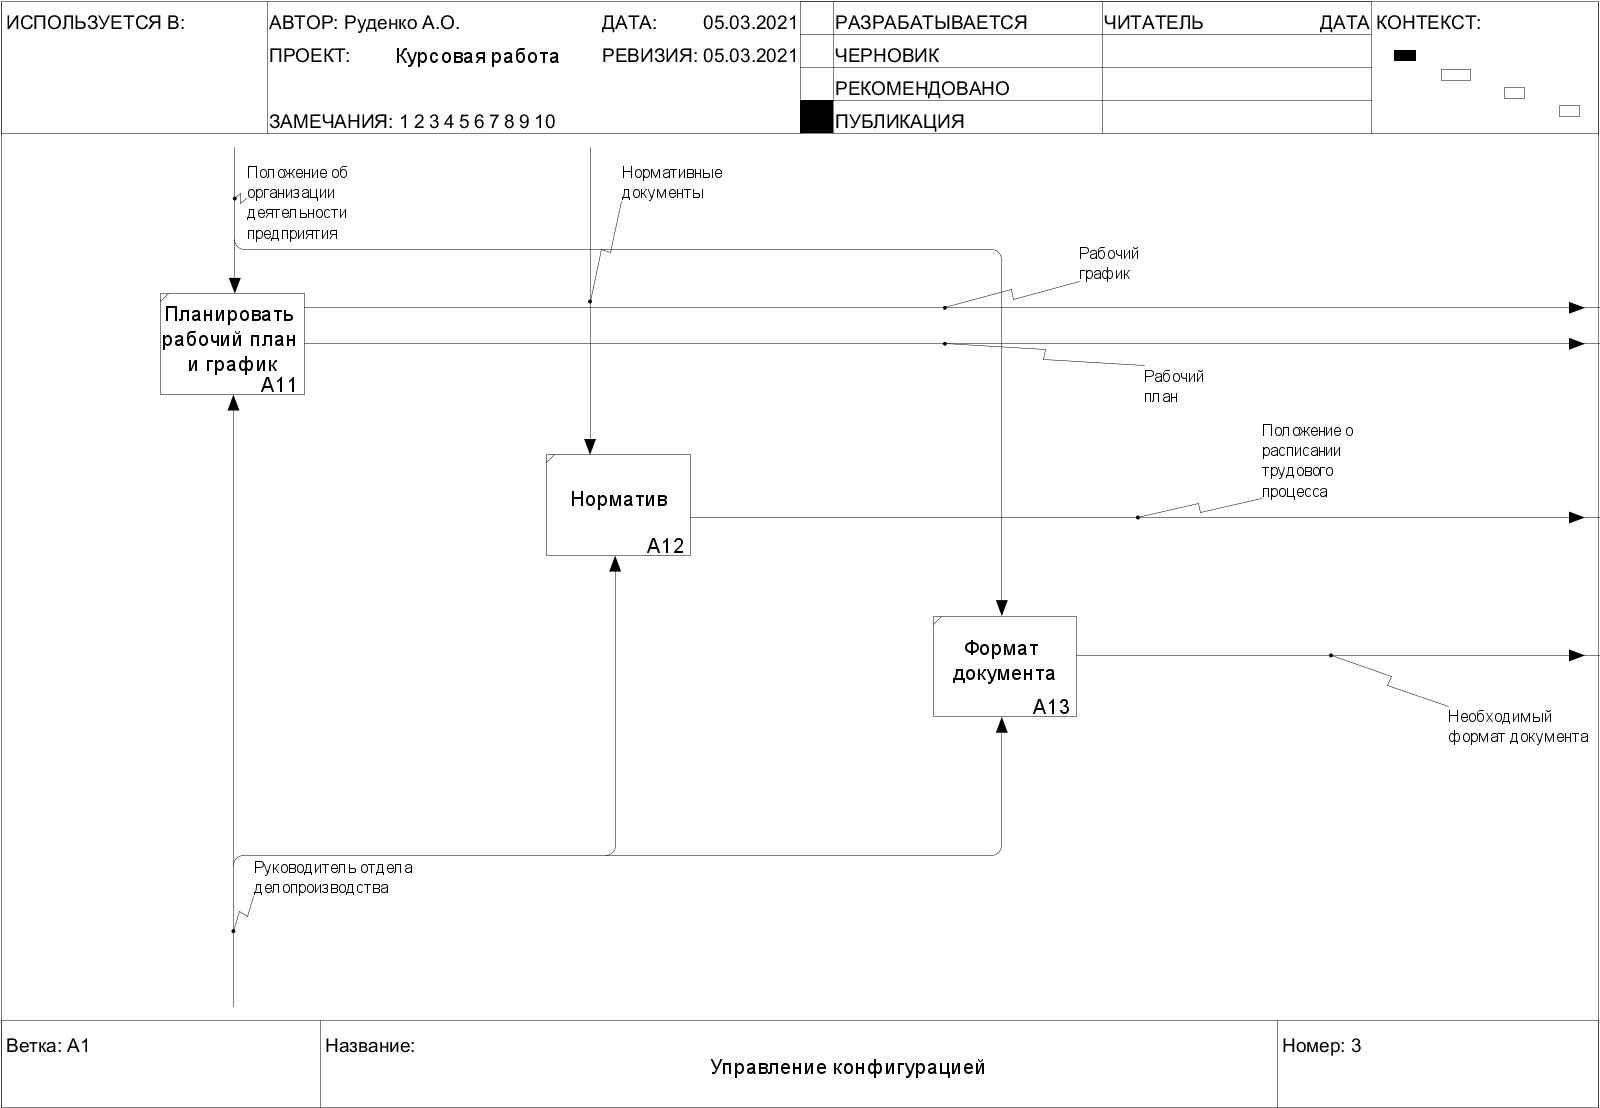 ИСПОЛЬЗУЕТСЯ В:
АВТОР: Руденко А.О.
ДАТА: 05.03.2021
ПРОЕКТ: Курсовая работа
РЕВИЗИЯ: 05.03.2021
ЗАМЕЧАНИЯ: 1 2 3 4 5 6 7 8 9 10
РАЗРАБАТЫВАЕТСЯ
ЧЕРНОВИК
РЕКОМЕНДОВАНО
ПУБЛИКАЦИЯ
ЧИТАТЕЛЬ ДАТА
КОНТЕКСТ:
Положение об
организации
деятельности
предприятия
Нормативные
документы
Рабочий
график
Планировать
рабочий план
и график
A11
Рабочий
план
Положение о
расписании
трудового
процесса
Норматив
A12
Формат
документа
A13
Необходимый
формат документа
Руководитель отдела
делопроизводства
Ветка: A1
Название:
Управление конфигурацией
Номер: 3